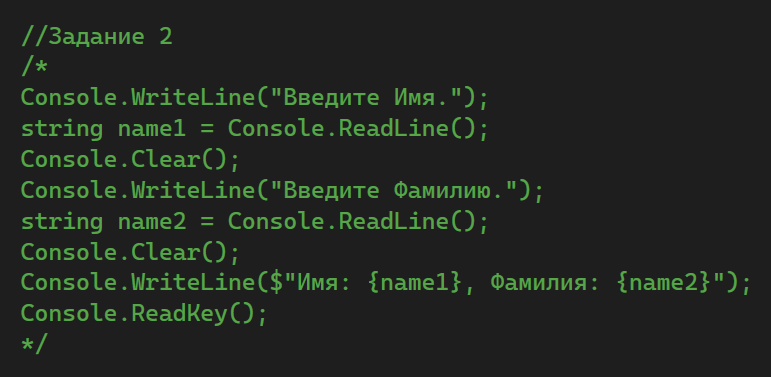 //Задание 2
/*
Console.WriteLine("Введите Имя.");
string name1 = Console.ReadLine();
Console.Clear();
Console.WriteLine("Введите Фамилию.");
string name2 = Console.ReadLine();
Console.Clear();
Console.WriteLine($"Имя: {name1}, Фамилия: {name2}");
Console.ReadKey();
*/